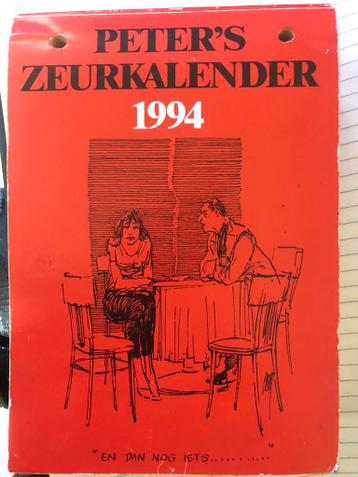 PETER'S
ZEURKALENDER
1994
"EN DAN NOG IETS.........."